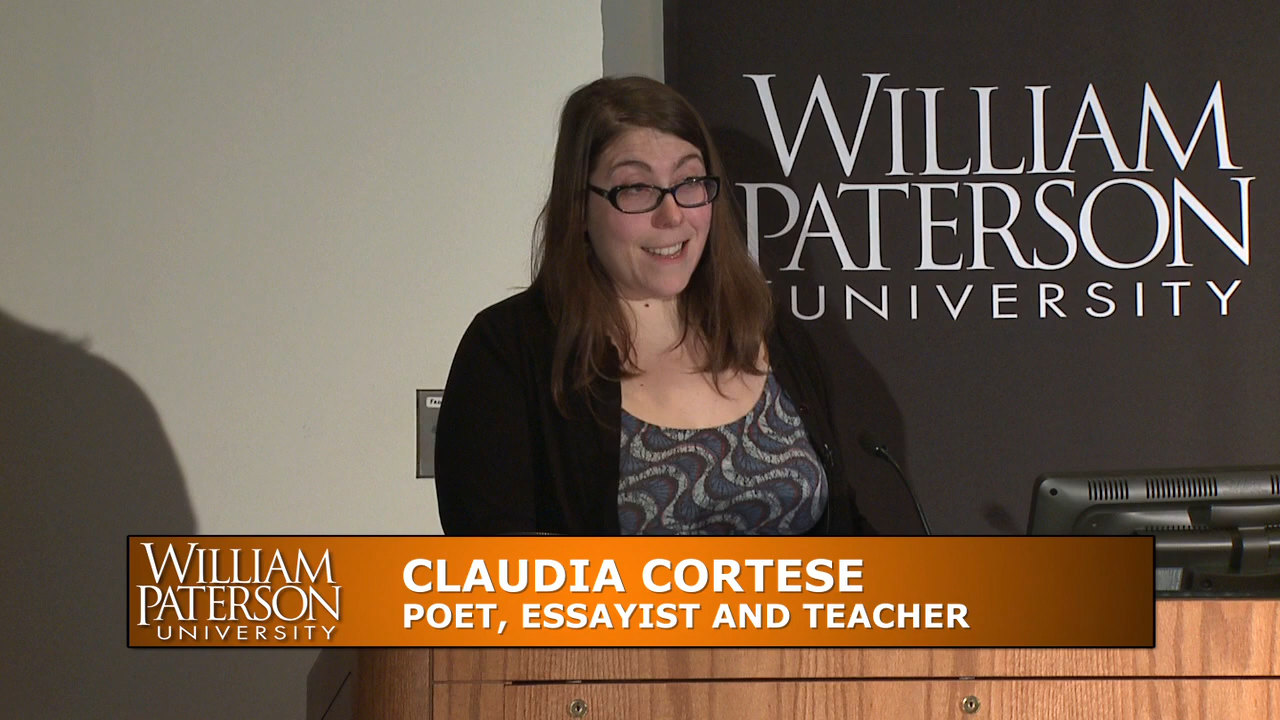 WILLIAM
PATERSON
UNIVERSITY
WILLIAM
PATERSON
UNIVERSITY
CLAUDIA CORTESE
POET, ESSAYIST AND TEACHER